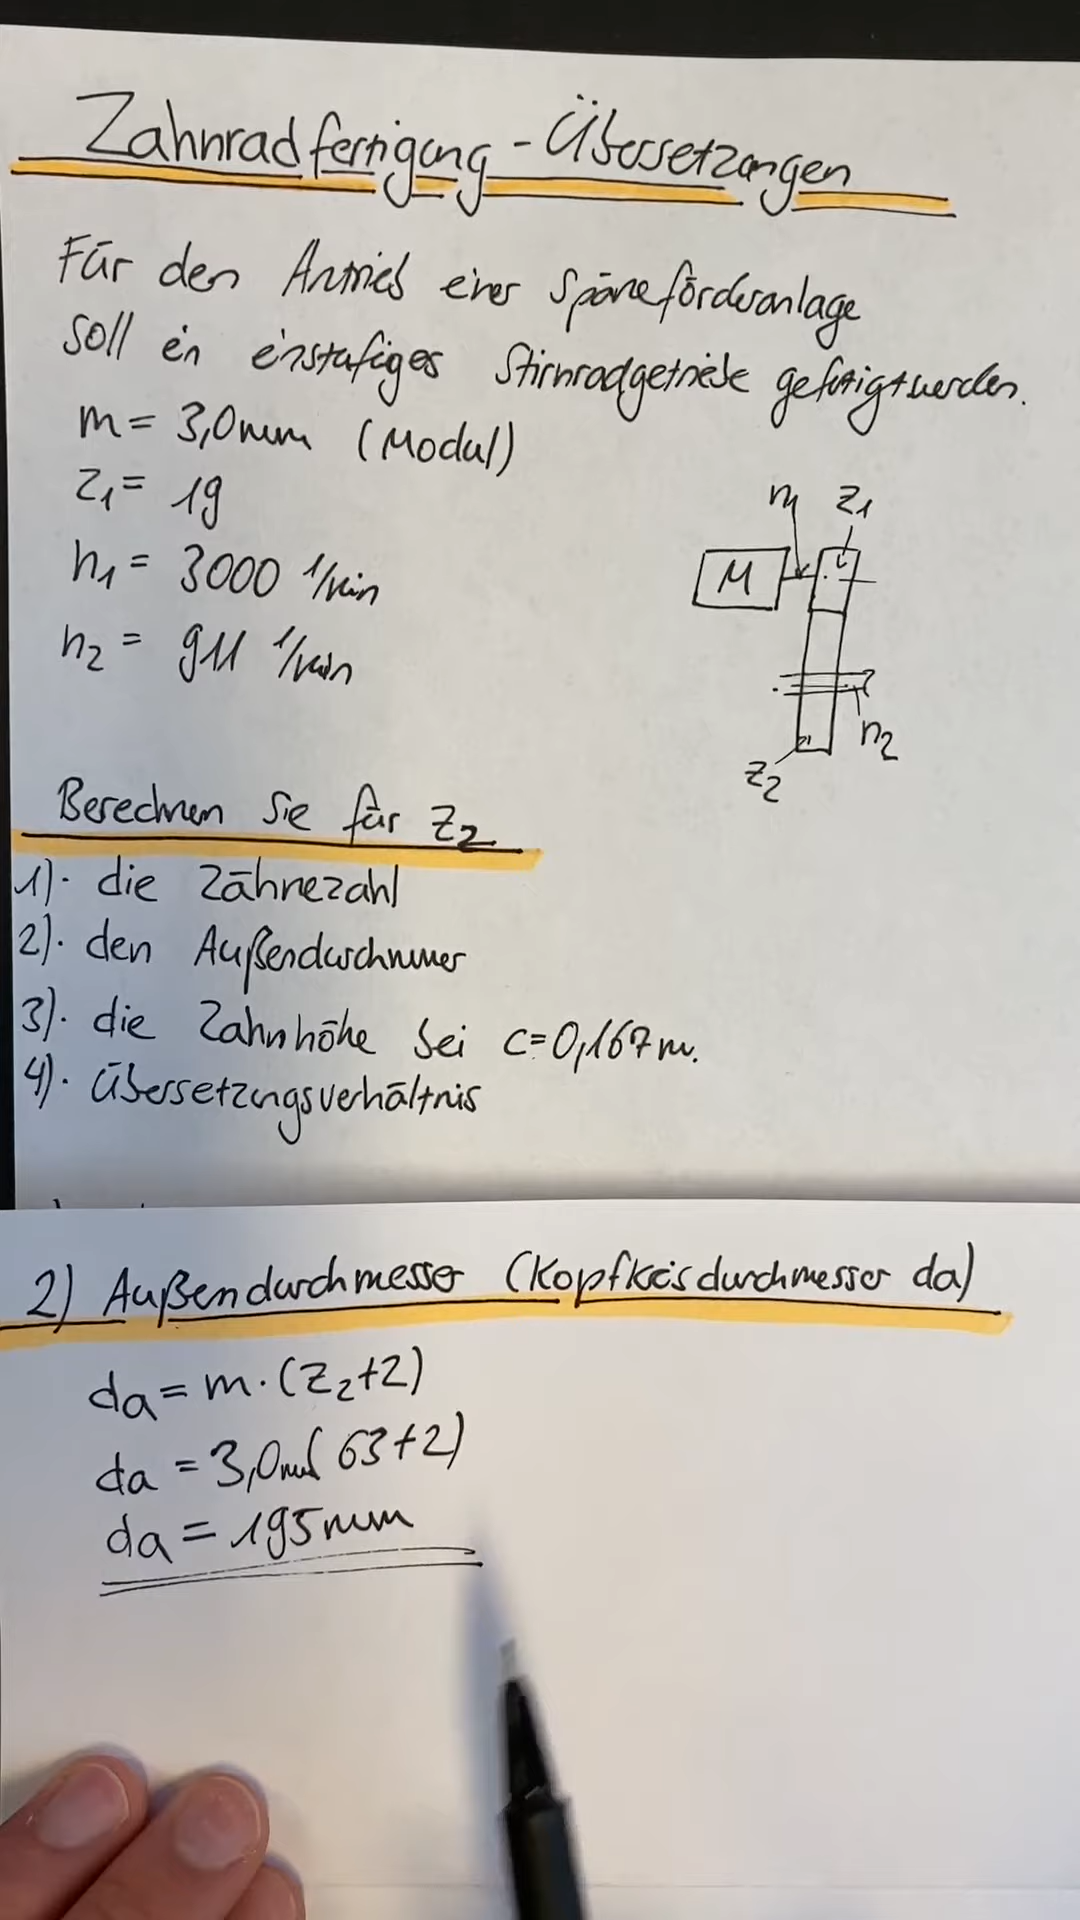 Zahnradfertigung - Übersetzungen
Für den Antrieb einer Späneförderanlage
soll ein einstufiges Stirnradgetriebe gefertigt werden.
m = 3,0mm (Modul)
z₁ = 19
n₁ = 3000 1/min
n₂ = 911 1/min
n₁ z₁
M
n₂
z₂
Berechnen Sie für z₂
1). die Zähnezahl
2). den Außendurchmesser
3). die Zahnhöhe bei c=0,167m.
4). Übersetzungsverhältnis
2) Außendurchmesser (Kopfkreisdurchmesser da)
da = m · (z₂+2)
da = 3,0mm( 63+2)
da = 195mm